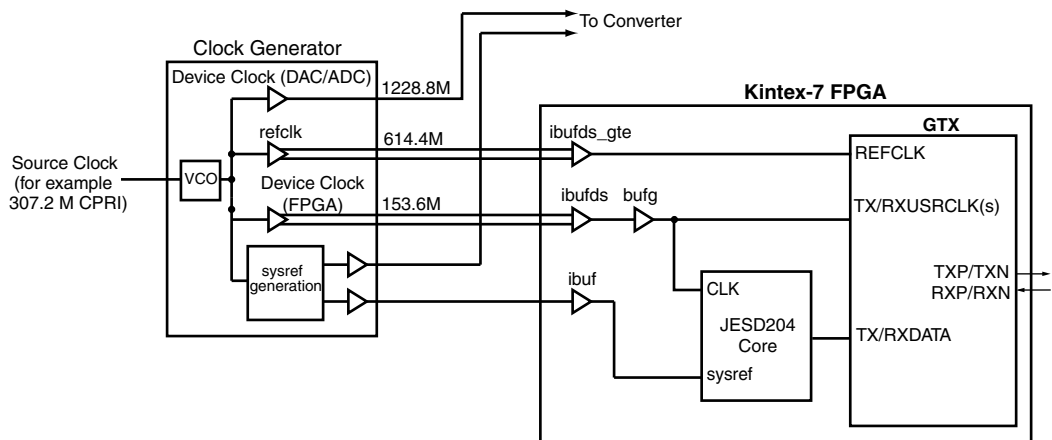 To Converter
Clock Generator
Device Clock (DAC/ADC)
1228.8M
Kintex-7 FPGA
GTX
refclk
614.4M
ibufds_gte
REFCLK
Source Clock
(for example
307.2 M CPRI)
VCO
Device Clock
(FPGA)
153.6M
ibufds
bufg
TX/RXUSRCLK(s)
sysref
generation
ibuf
CLK
JESD204
Core
sysref
TXP/TXN
RXP/RXN
TX/RXDATA